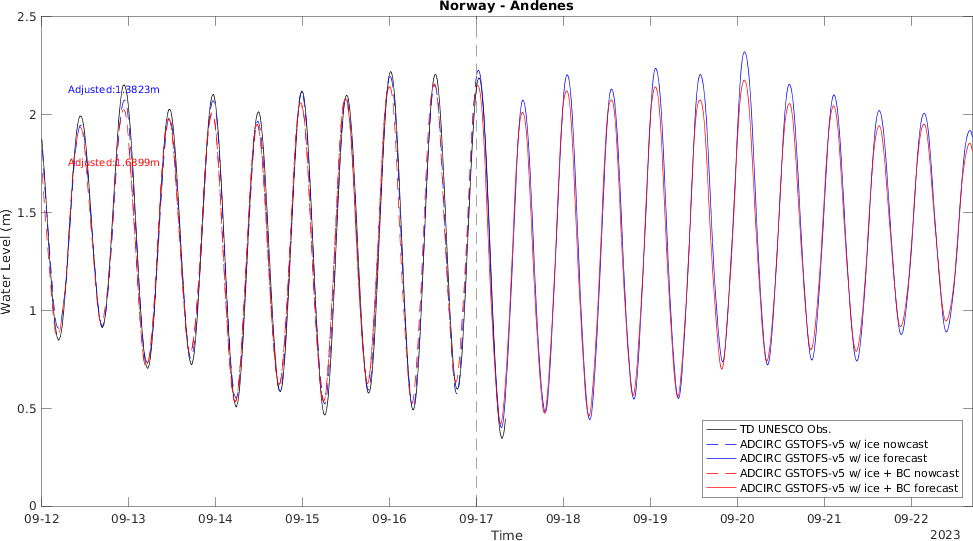 Norway - Andenes
2.5
2
1.5
1
0.5
0
Water Level (m)
Adjusted:1.3823m
Adjusted:1.6399m
TD UNESCO Obs.
ADCIRC GSTOFS-v5 w/ ice nowcast
ADCIRC GSTOFS-v5 w/ ice forecast
ADCIRC GSTOFS-v5 w/ ice + BC nowcast
ADCIRC GSTOFS-v5 w/ ice + BC forecast
09-12
09-13
09-14
09-15
09-16
09-17
09-18
09-19
09-20
09-21
09-22
Time
2023